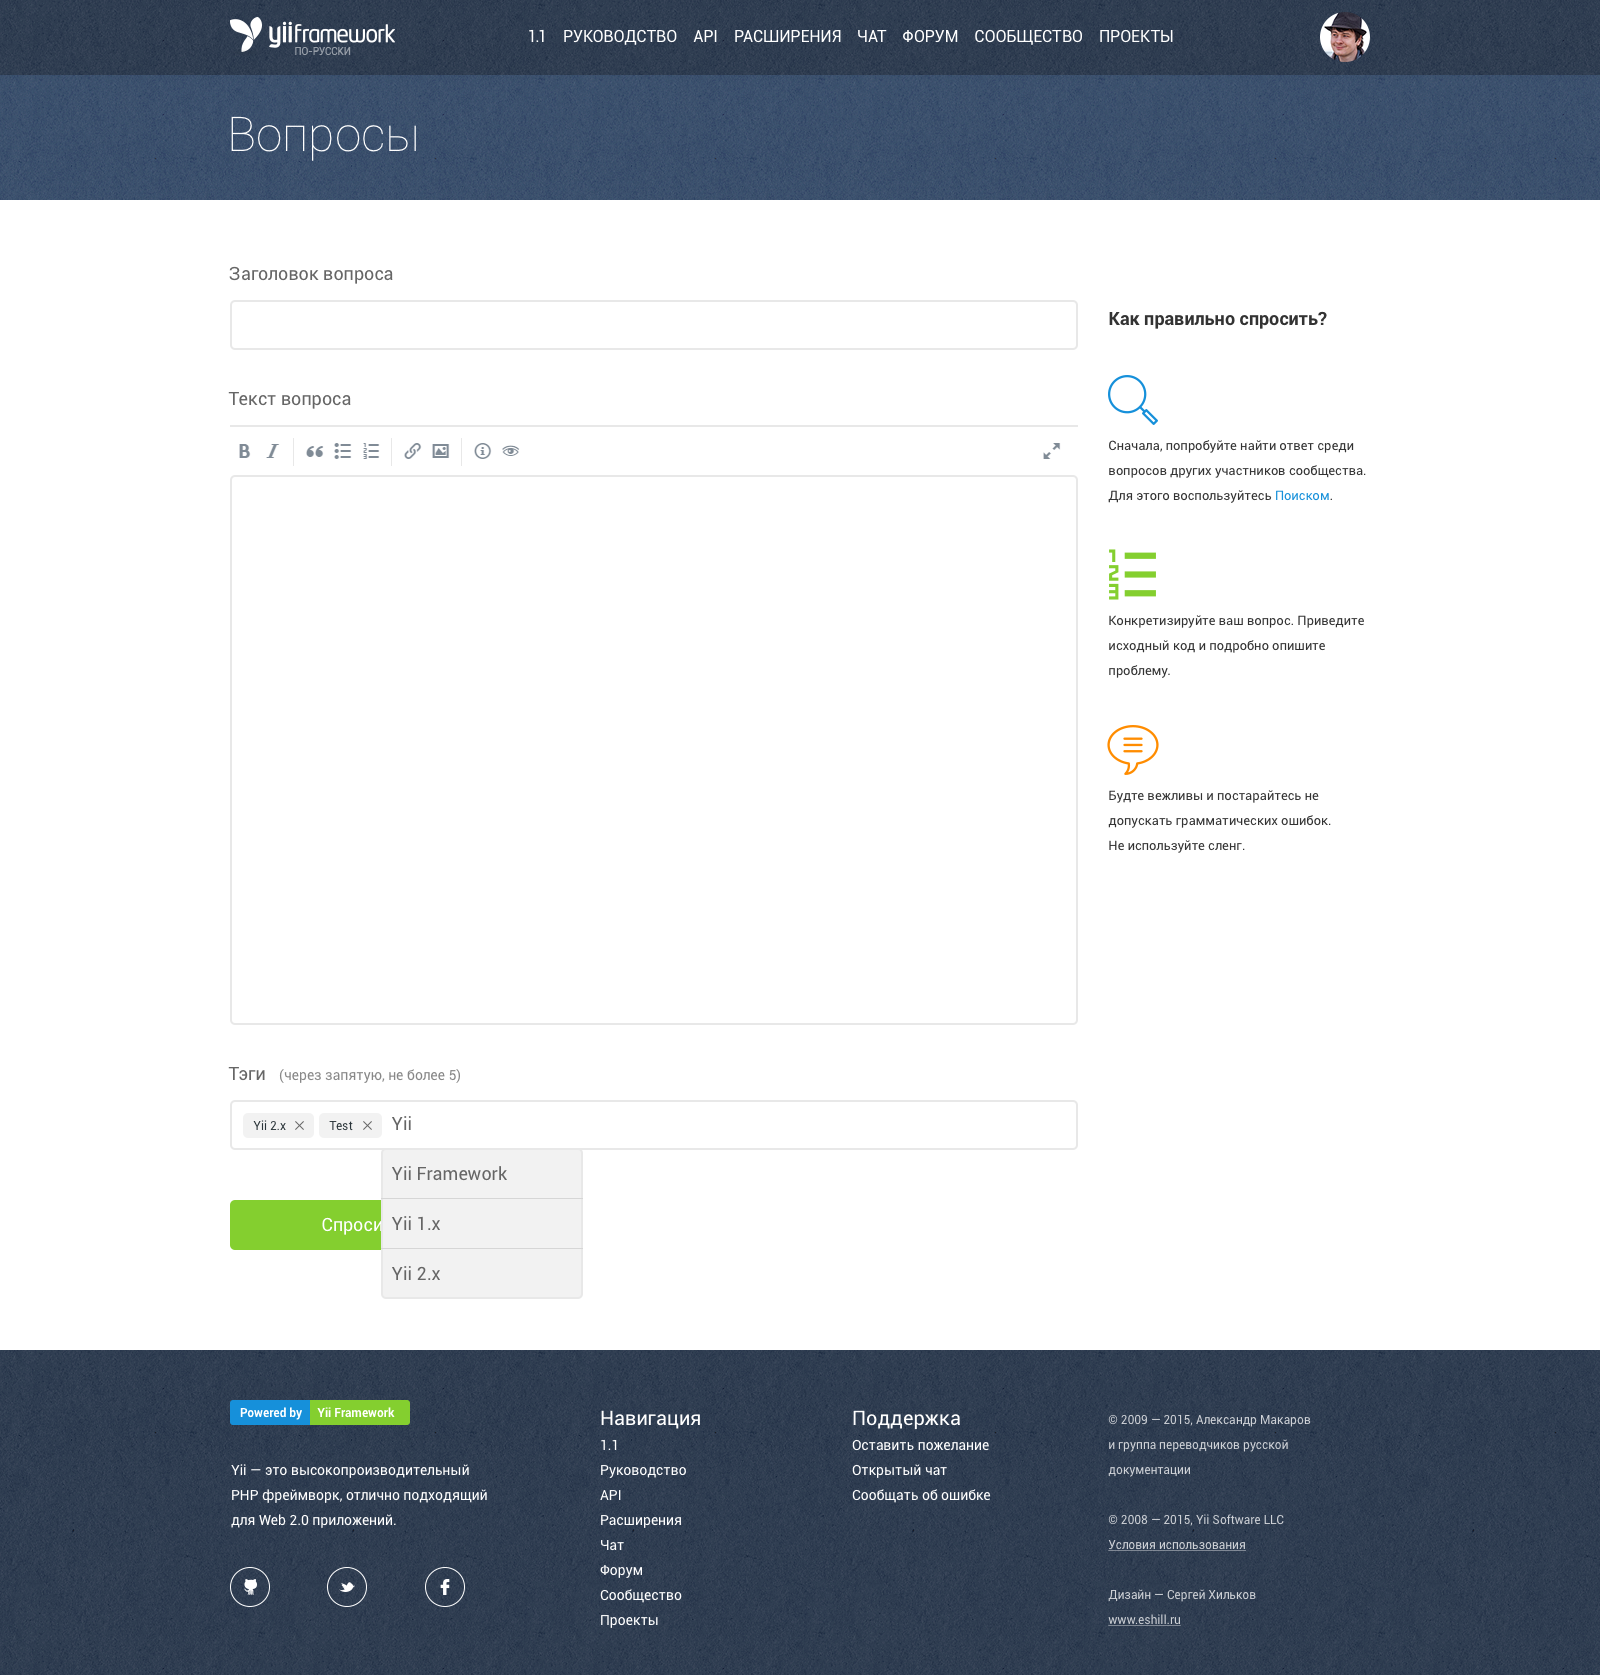 yiiframework
ПО-РУССКИ
1.1 РУКОВОДСТВО API РАСШИРЕНИЯ ЧАТ ФОРУМ СООБЩЕСТВО ПРОЕКТЫ
Вопросы
Заголовок вопроса
Текст вопроса
B I
Тэги (через запятую, не более 5)
Yii 2.x Test Yii
Yii Framework
Yii 1.x
Yii 2.x
Спроси
Как правильно спросить?
Сначала, попробуйте найти ответ среди
вопросов других участников сообщества.
Для этого воспользуйтесь Поиском.
1
2
3
Конкретизируйте ваш вопрос. Приведите
исходный код и подробно опишите
проблему.
Будте вежливы и постарайтесь не
допускать грамматических ошибок.
Не используйте сленг.
Powered by Yii Framework
Yii — это высокопроизводительный
PHP фреймворк, отлично подходящий
для Web 2.0 приложений.
Навигация
1.1
Руководство
API
Расширения
Чат
Форум
Сообщество
Проекты
Поддержка
Оставить пожелание
Открытый чат
Сообщать об ошибке
© 2009 — 2015, Александр Макаров
и группа переводчиков русской
документации
© 2008 — 2015, Yii Software LLC
Условия использования
Дизайн — Сергей Хильков
www.eshill.ru